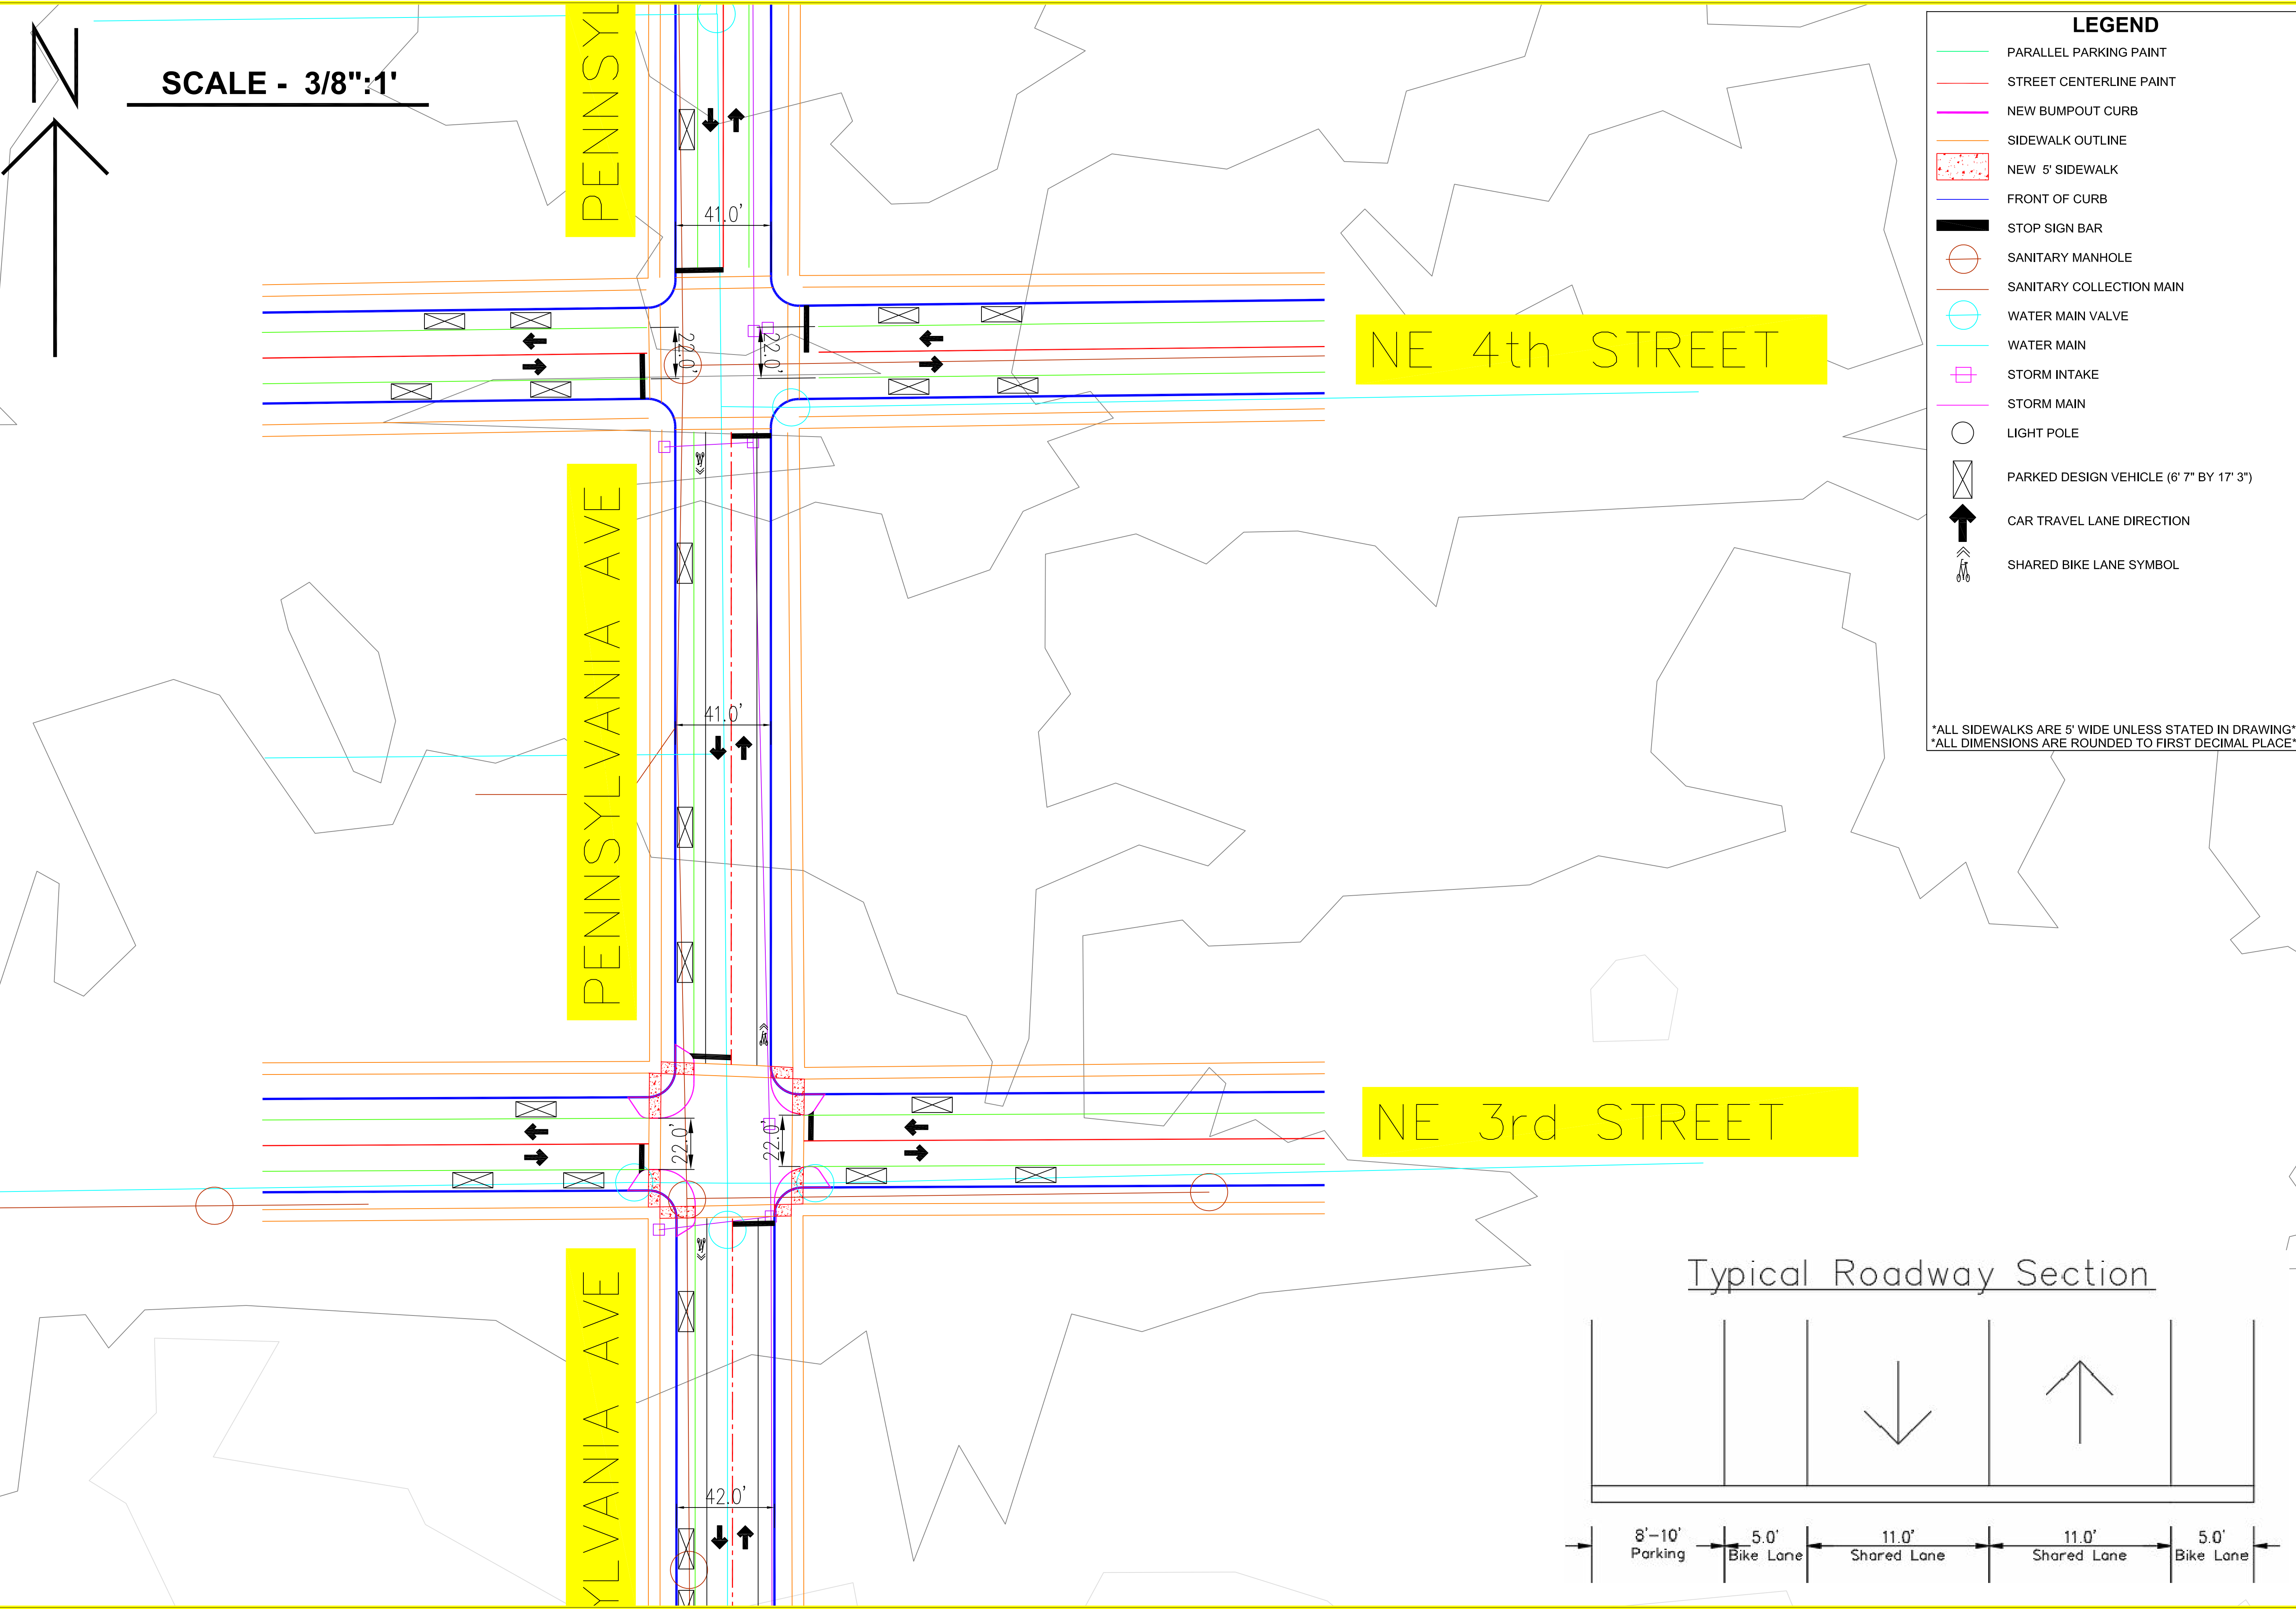 N
SCALE - 3/8":1'
PENNSYL
41.0'
22.0'
22.0'
NE 4th STREET
PENNSYLVANIA AVE
41.0'
NE 3rd STREET
22.0'
22.0'
YLVANIA AVE
42.0'
LEGEND
PARALLEL PARKING PAINT
STREET CENTERLINE PAINT
NEW BUMPOUT CURB
SIDEWALK OUTLINE
NEW 5' SIDEWALK
FRONT OF CURB
STOP SIGN BAR
SANITARY MANHOLE
SANITARY COLLECTION MAIN
WATER MAIN VALVE
WATER MAIN
STORM INTAKE
STORM MAIN
LIGHT POLE
PARKED DESIGN VEHICLE (6' 7" BY 17' 3")
CAR TRAVEL LANE DIRECTION
SHARED BIKE LANE SYMBOL
*ALL SIDEWALKS ARE 5' WIDE UNLESS STATED IN DRAWING*
*ALL DIMENSIONS ARE ROUNDED TO FIRST DECIMAL PLACE*
Typical Roadway Section
8'-10' 5.0' 11.0' 11.0' 5.0'
Parking Bike Lane Shared Lane Shared Lane Bike Lane